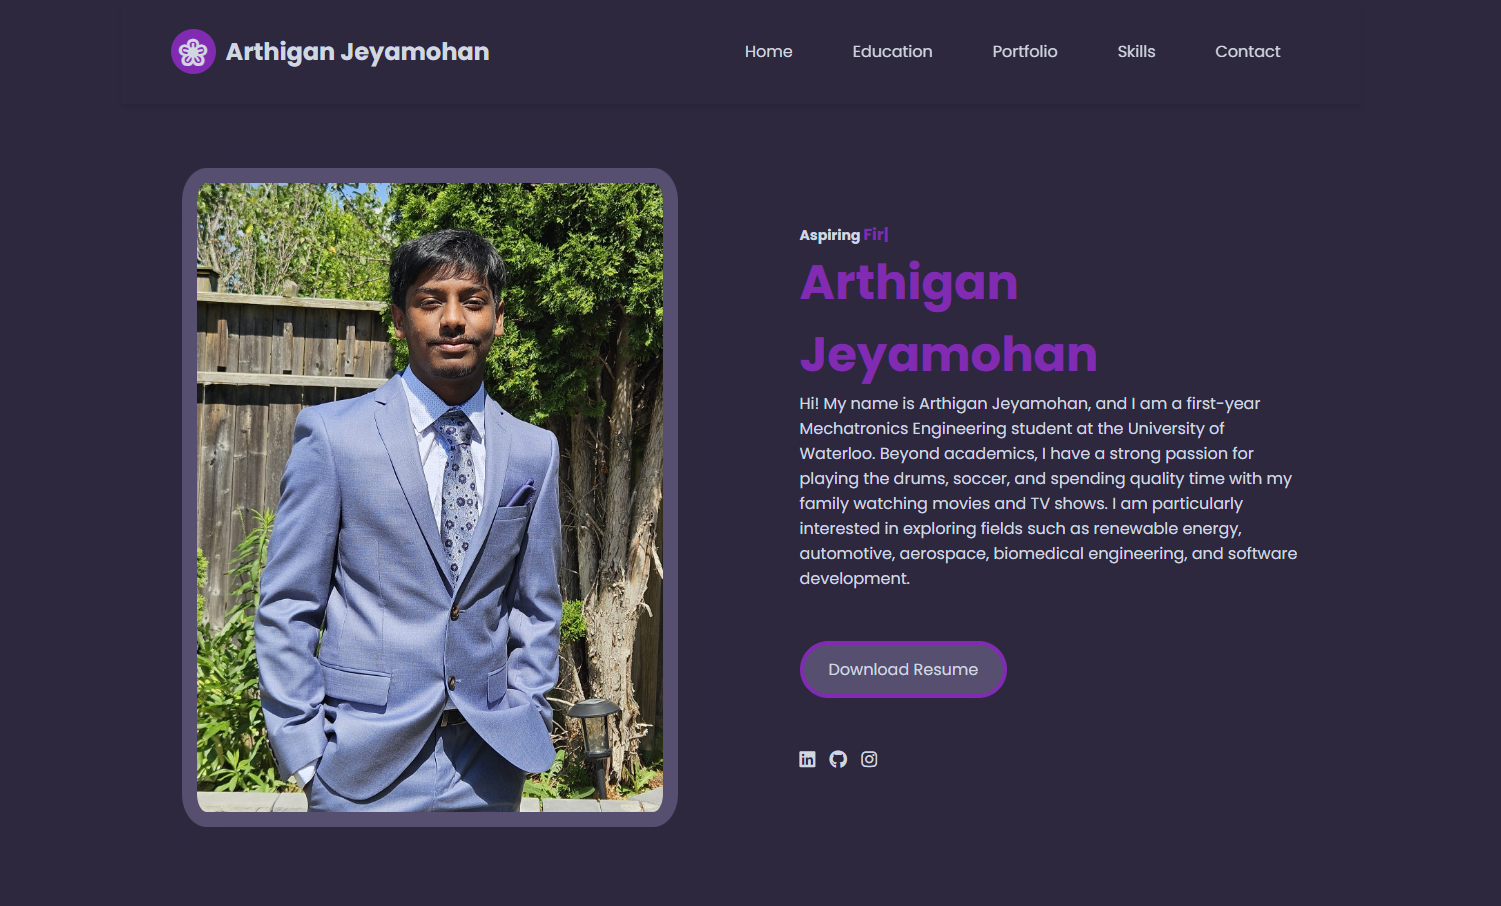 Arthigan Jeyamohan
Home Education Portfolio Skills Contact
Aspiring Fir
Arthigan
Jeyamohan
Hi! My name is Arthigan Jeyamohan, and I am a first-year
Mechatronics Engineering student at the University of
Waterloo. Beyond academics, I have a strong passion for
playing the drums, soccer, and spending quality time with my
family watching movies and TV shows. I am particularly
interested in exploring fields such as renewable energy,
automotive, aerospace, biomedical engineering, and software
development.
Download Resume